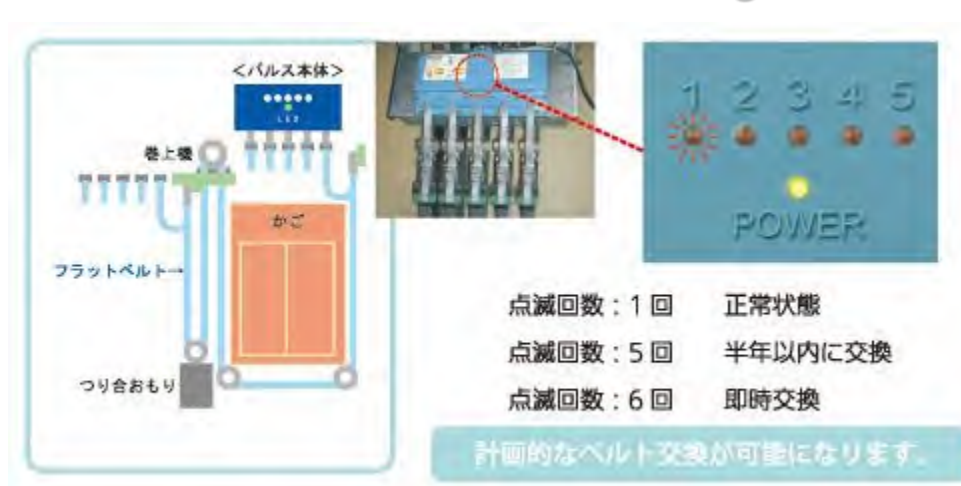 <パルス本体>
LED
巻上機
かご
フラットベルト→
つり合おもり
1 2 3 4 5
POWER
点滅回数:1回 正常状態
点滅回数:5回 半年以内に交換
点滅回数:6回 即時交換
計画的なベルト交換が可能になります。